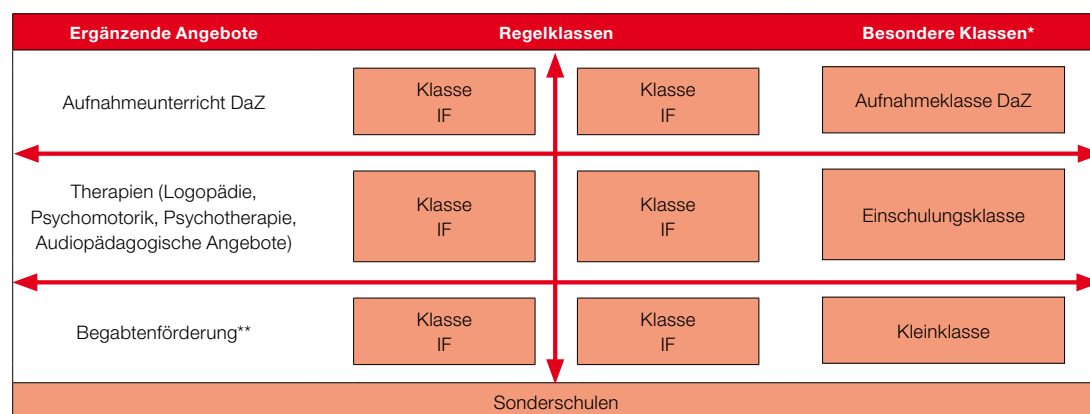 Ergänzende Angebote
Regelklassen
Besondere Klassen*
Aufnahmeunterricht DaZ
Klasse
IF
Klasse
IF
Aufnahmeklasse DaZ
Therapien (Logopädie,
Psychomotorik, Psychotherapie,
Audiopädagogische Angebote)
Klasse
IF
Klasse
IF
Einschulungsklasse
Begabtenförderung**
Klasse
IF
Klasse
IF
Kleinklasse
Sonderschulen